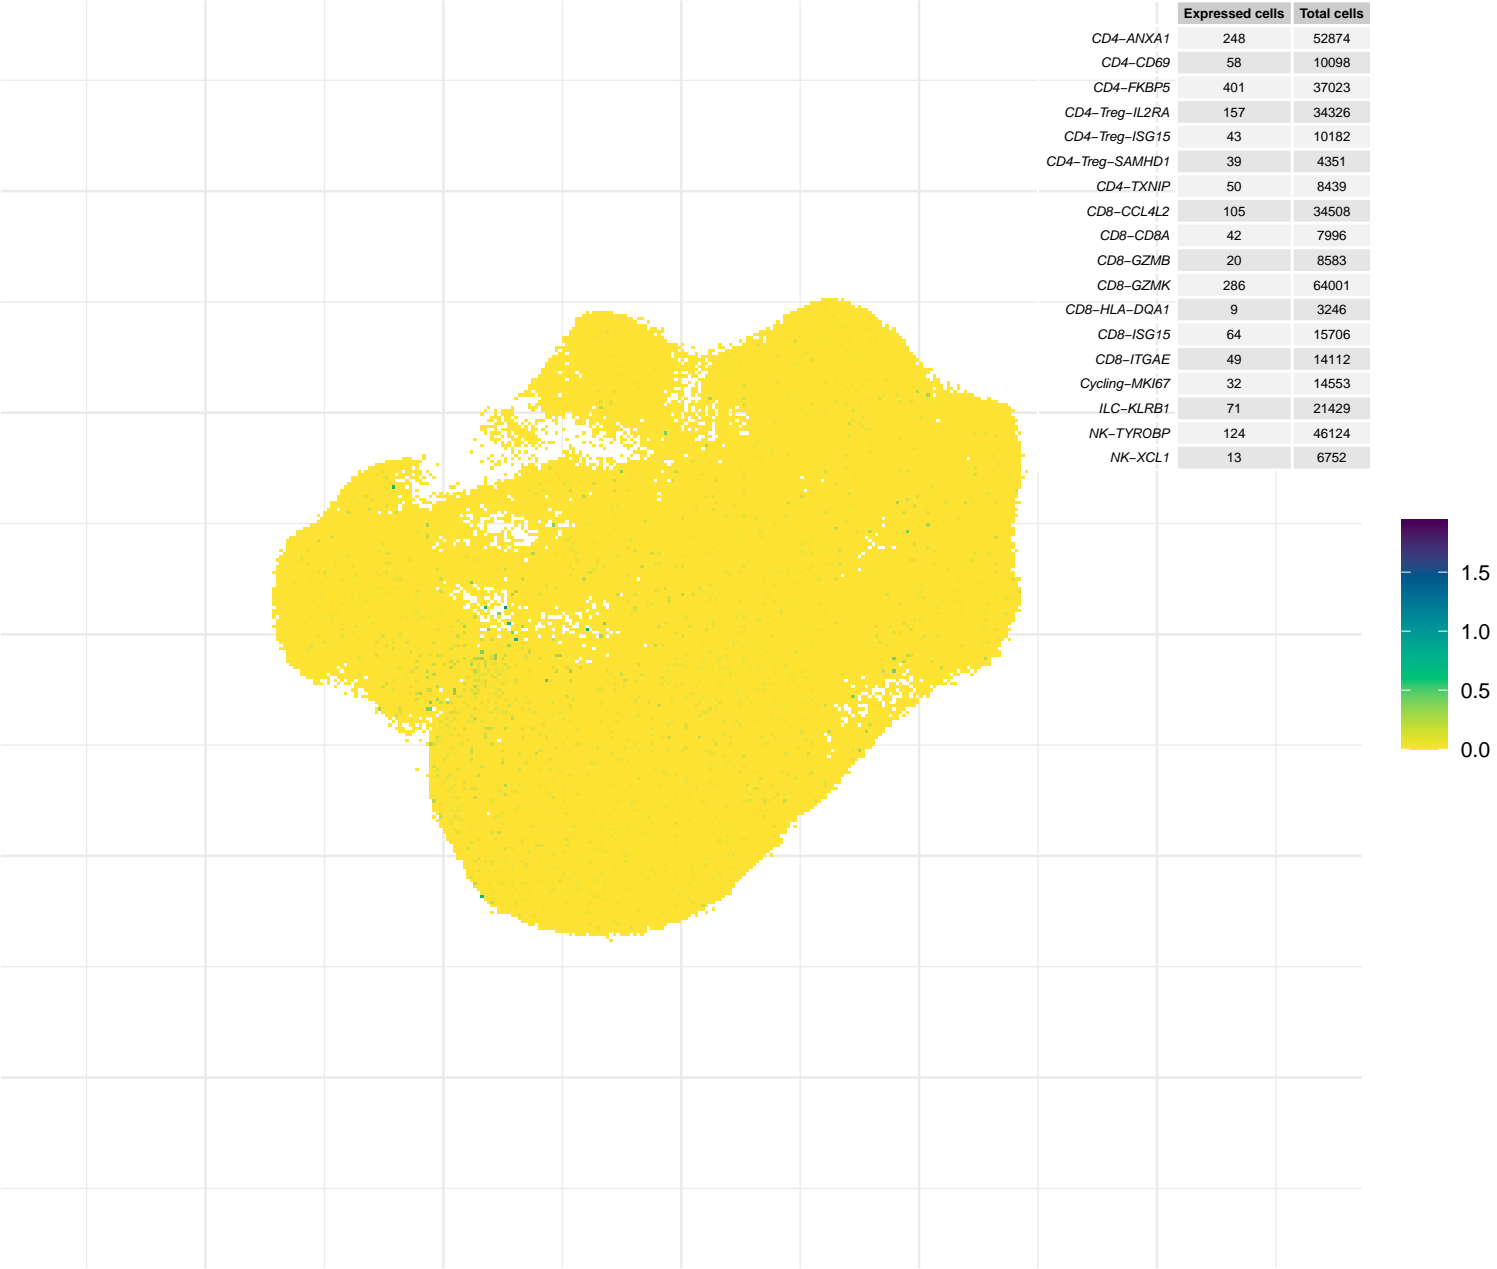 Expressed cells Total cells
CD4−ANXA1 248 52874
CD4−CD69 58 10098
CD4−FKBP5 401 37023
CD4−Treg−IL2RA 157 34326
CD4−Treg−ISG15 43 10182
CD4−Treg−SAMHD1 39 4351
CD4−TXNIP 50 8439
CD8−CCL4L2 105 34508
CD8−CD8A 42 7996
CD8−GZMB 20 8583
CD8−GZMK 286 64001
CD8−HLA−DQA1 9 3246
CD8−ISG15 64 15706
CD8−ITGAE 49 14112
Cycling−MKI67 32 14553
ILC−KLRB1 71 21429
NK−TYROBP 124 46124
NK−XCL1 13 6752
1.5
1.0
0.5
0.0